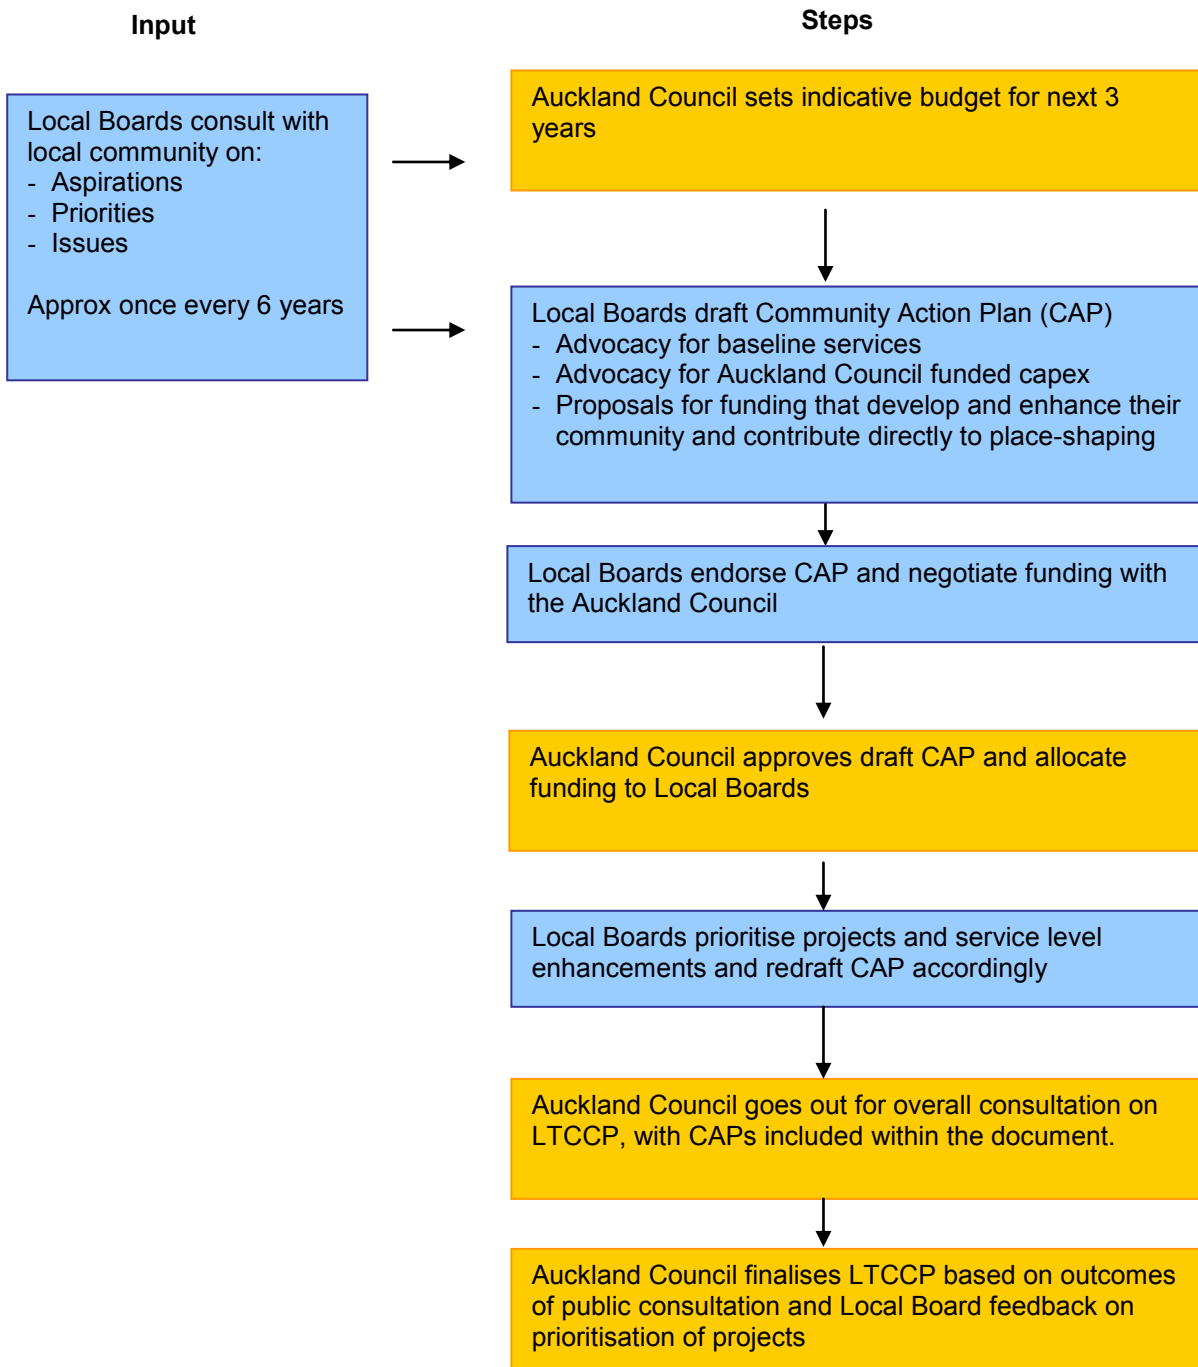 Input
Steps
Local Boards consult with
local community on:
- Aspirations
- Priorities
- Issues
Approx once every 6 years
Auckland Council sets indicative budget for next 3
years
Local Boards draft Community Action Plan (CAP)
- Advocacy for baseline services
- Advocacy for Auckland Council funded capex
- Proposals for funding that develop and enhance their
community and contribute directly to place-shaping
Local Boards endorse CAP and negotiate funding with
the Auckland Council
Auckland Council approves draft CAP and allocate
funding to Local Boards
Local Boards prioritise projects and service level
enhancements and redraft CAP accordingly
Auckland Council goes out for overall consultation on
LTCCP, with CAPs included within the document.
Auckland Council finalises LTCCP based on outcomes
of public consultation and Local Board feedback on
prioritisation of projects